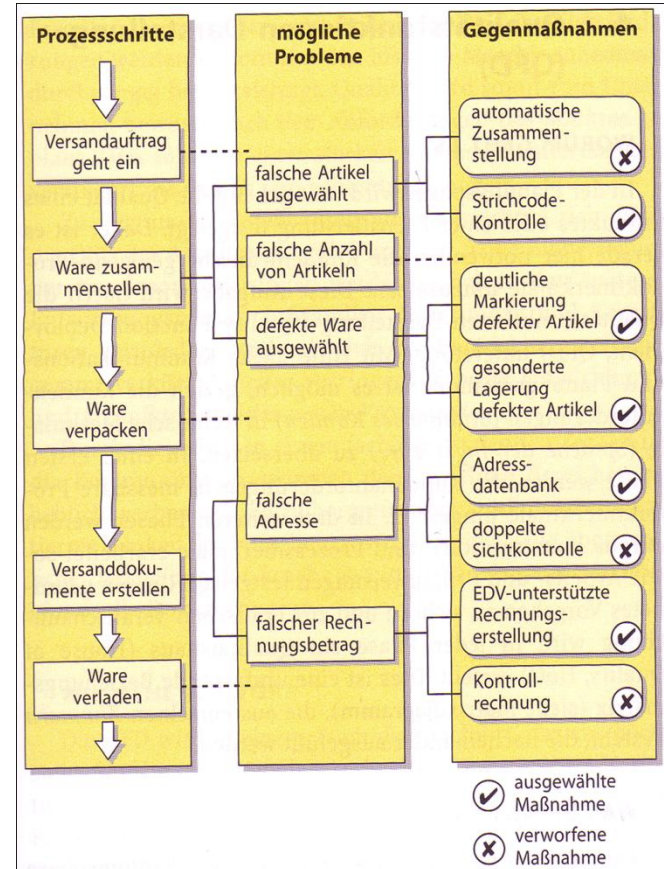 Prozessschritte
mögliche
Probleme
Gegenmaßnahmen
Versandauftrag
geht ein
Ware zusam-
menstellen
Ware
verpacken
Versanddoku-
mente erstellen
Ware
verladen
falsche Artikel
ausgewählt
falsche Anzahl
von Artikeln
defekte Ware
ausgewählt
falsche
Adresse
falscher Rech-
nungsbetrag
automatische
Zusammen-
stellung
Strichcode-
Kontrolle
deutliche
Markierung
defekter Artikel
gesonderte
Lagerung
defekter Artikel
Adress-
datenbank
doppelte
Sichtkontrolle
EDV-unterstützte
Rechnungs-
erstellung
Kontroll-
rechnung
ausgewählte
Maßnahme
verworfene
Maßnahme